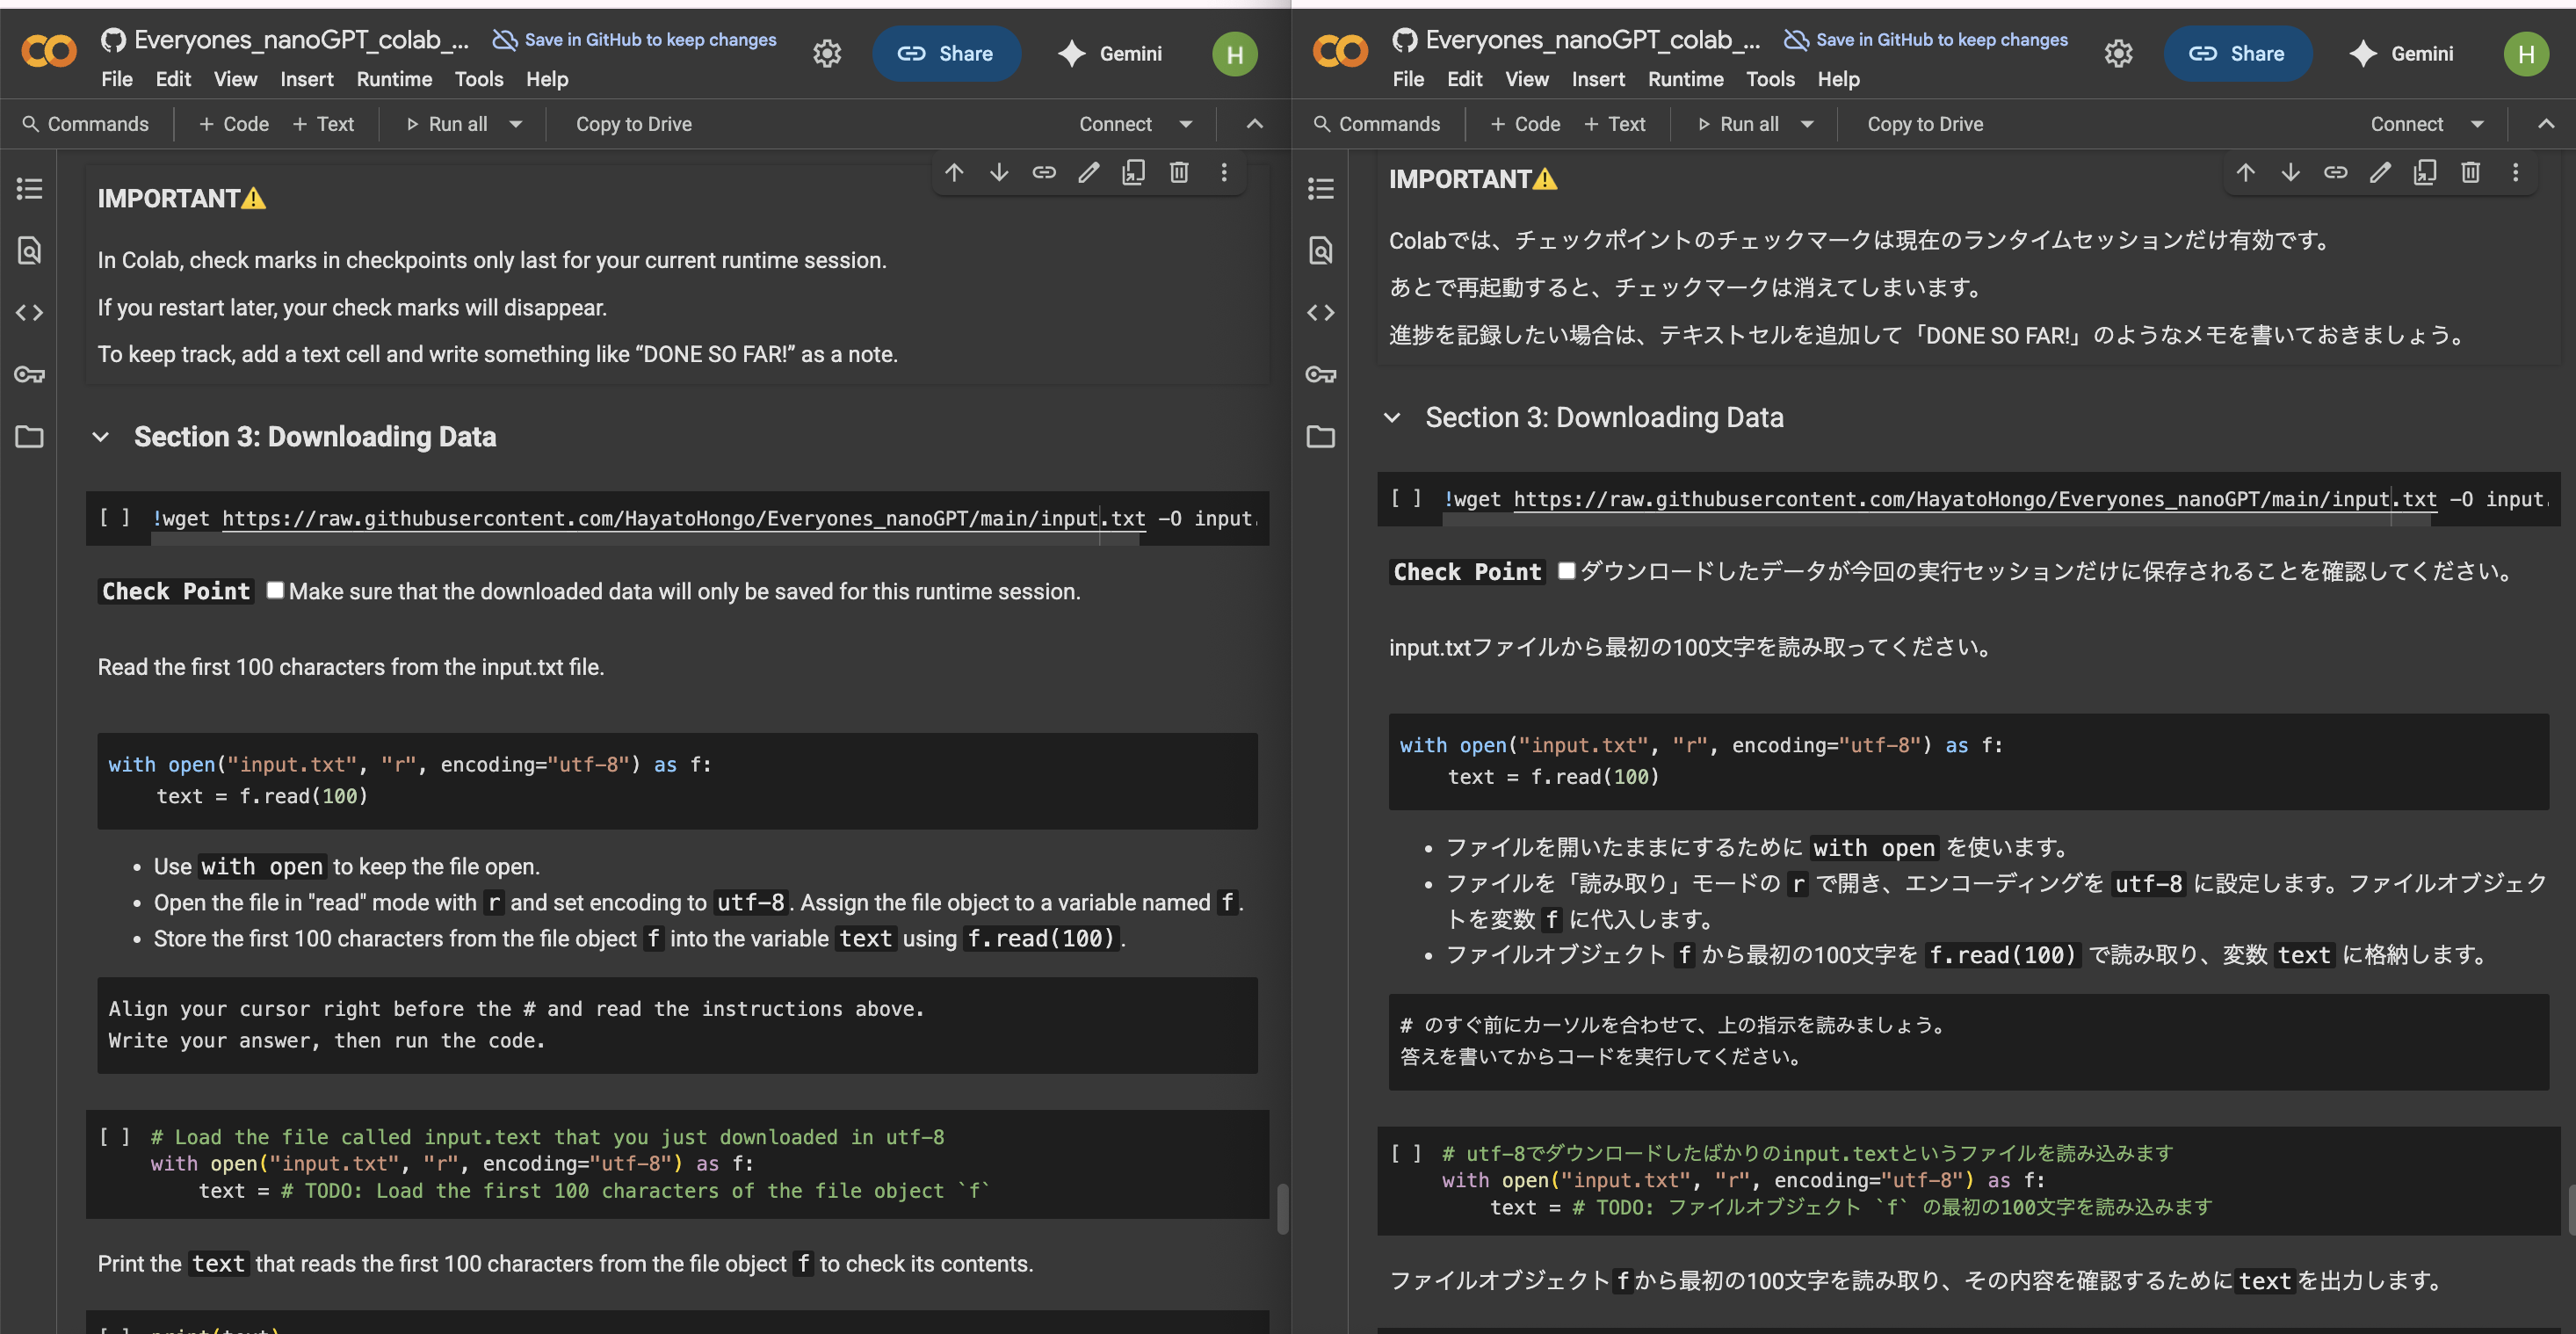 Everyones_nanoGPT_colab_...
Save in GitHub to keep changes
Share
Gemini
H
File Edit View Insert Runtime Tools Help
Commands
+ Code + Text
Run all
Copy to Drive
Connect
IMPORTANT⚠️
In Colab, check marks in checkpoints only last for your current runtime session.
If you restart later, your check marks will disappear.
To keep track, add a text cell and write something like “DONE SO FAR!” as a note.
Section 3: Downloading Data
[ ] !wget https://raw.githubusercontent.com/HayatoHongo/Everyones_nanoGPT/main/input.txt -O input.
Check Point Make sure that the downloaded data will only be saved for this runtime session.
Read the first 100 characters from the input.txt file.
with open("input.txt", "r", encoding="utf-8") as f:
    text = f.read(100)
• Use with open to keep the file open.
• Open the file in "read" mode with r and set encoding to utf-8. Assign the file object to a variable named f.
• Store the first 100 characters from the file object f into the variable text using f.read(100).
Align your cursor right before the # and read the instructions above.
Write your answer, then run the code.
[ ] # Load the file called input.text that you just downloaded in utf-8
with open("input.txt", "r", encoding="utf-8") as f:
    text = # TODO: Load the first 100 characters of the file object `f`
Print the text that reads the first 100 characters from the file object f to check its contents.
[ ] print(text)
Everyones_nanoGPT_colab_...
Save in GitHub to keep changes
Share
Gemini
H
File Edit View Insert Runtime Tools Help
Commands
+ Code + Text
Run all
Copy to Drive
Connect
IMPORTANT⚠️
Colabでは、チェックポイントのチェックマークは現在のランタイムセッションだけ有効です。
あとで再起動すると、チェックマークは消えてしまいます。
進捗を記録したい場合は、テキストセルを追加して「DONE SO FAR!」のようなメモを書いておきましょう。
Section 3: Downloading Data
[ ] !wget https://raw.githubusercontent.com/HayatoHongo/Everyones_nanoGPT/main/input.txt -O input.
Check Point ダウンロードしたデータが今回の実行セッションだけに保存されることを確認してください。
input.txtファイルから最初の100文字を読み取ってください。
with open("input.txt", "r", encoding="utf-8") as f:
    text = f.read(100)
• ファイルを開いたままにするために with open を使います。
• ファイルを「読み取り」モードの r で開き、エンコーディングを utf-8 に設定します。ファイルオブジェク
トを変数 f に代入します。
• ファイルオブジェクト f から最初の100文字を f.read(100) で読み取り、変数 text に格納します。
# のすぐ前にカーソルを合わせて、上の指示を読みましょう。
答えを書いてからコードを実行してください。
[ ] # utf-8でダウンロードしたばかりのinput.textというファイルを読み込みます
with open("input.txt", "r", encoding="utf-8") as f:
    text = # TODO: ファイルオブジェクト `f` の最初の100文字を読み込みます
ファイルオブジェクトfから最初の100文字を読み取り、その内容を確認するためにtextを出力します。